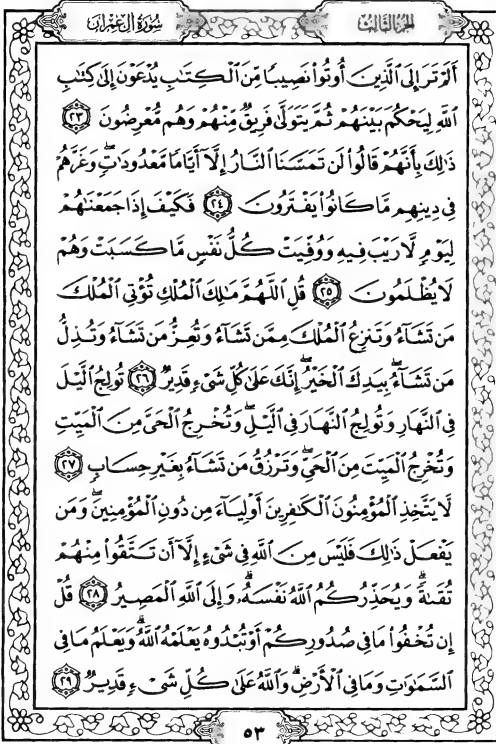 سُورَةُ آلِ عِمْرَانَ
الجُزءُ الثَّالِثُ
أَلَمْ تَرَ إِلَى ٱلَّذِينَ أُوتُوا۟ نَصِيبًا مِّنَ ٱلْكِتَـٰبِ يُدْعَوْنَ إِلَىٰ كِتَـٰبِ
ٱللَّهِ لِيَحْكُمَ بَيْنَهُمْ ثُمَّ يَتَوَلَّىٰ فَرِيقٌ مِّنْهُمْ وَهُم مُّعْرِضُونَ ٢٣
ذَٰلِكَ بِأَنَّهُمْ قَالُوا۟ لَن تَمَسَّنَا ٱلنَّارُ إِلَّآ أَيَّامًا مَّعْدُودَٰتٍ ۖ وَغَرَّهُمْ
فِى دِينِهِم مَّا كَانُوا۟ يَفْتَرُونَ ٢٤ فَكَيْفَ إِذَا جَمَعْنَـٰهُمْ
لِيَوْمٍ لَّا رَيْبَ فِيهِ وَوُفِّيَتْ كُلُّ نَفْسٍ مَّا كَسَبَتْ وَهُمْ
لَا يُظْلَمُونَ ٢٥ قُلِ ٱللَّهُمَّ مَـٰلِكَ ٱلْمُلْكِ تُؤْتِى ٱلْمُلْكَ
مَن تَشَآءُ وَتَنزِعُ ٱلْمُلْكَ مِمَّن تَشَآءُ وَتُعِزُّ مَن تَشَآءُ وَتُذِلُّ
مَن تَشَآءُ ۖ بِيَدِكَ ٱلْخَيْرُ ۖ إِنَّكَ عَلَىٰ كُلِّ شَىْءٍ قَدِيرٌ ٢٦ تُولِجُ ٱلَّيْلَ
فِى ٱلنَّهَارِ وَتُولِجُ ٱلنَّهَارَ فِى ٱلَّيْلِ ۖ وَتُخْرِجُ ٱلْحَىَّ مِنَ ٱلْمَيِّتِ
وَتُخْرِجُ ٱلْمَيِّتَ مِنَ ٱلْحَىِّ ۖ وَتَرْزُقُ مَن تَشَآءُ بِغَيْرِ حِسَابٍ ٢٧
لَّا يَتَّخِذِ ٱلْمُؤْمِنُونَ ٱلْكَـٰفِرِينَ أَوْلِيَآءَ مِن دُونِ ٱلْمُؤْمِنِينَ ۖ وَمَن
يَفْعَلْ ذَٰلِكَ فَلَيْسَ مِنَ ٱللَّهِ فِى شَىْءٍ إِلَّآ أَن تَتَّقُوا۟ مِنْهُمْ
تُقَىٰةً ۗ وَيُحَذِّرُكُمُ ٱللَّهُ نَفْسَهُۥ ۗ وَإِلَى ٱللَّهِ ٱلْمَصِيرُ ٢٨ قُلْ
إِن تُخْفُوا۟ مَا فِى صُدُورِكُمْ أَوْ تُبْدُوهُ يَعْلَمْهُ ٱللَّهُ ۗ وَيَعْلَمُ مَا فِى
ٱلسَّمَـٰوَٰتِ وَمَا فِى ٱلْأَرْضِ ۗ وَٱللَّهُ عَلَىٰ كُلِّ شَىْءٍ قَدِيرٌ ٢٩
٥٣